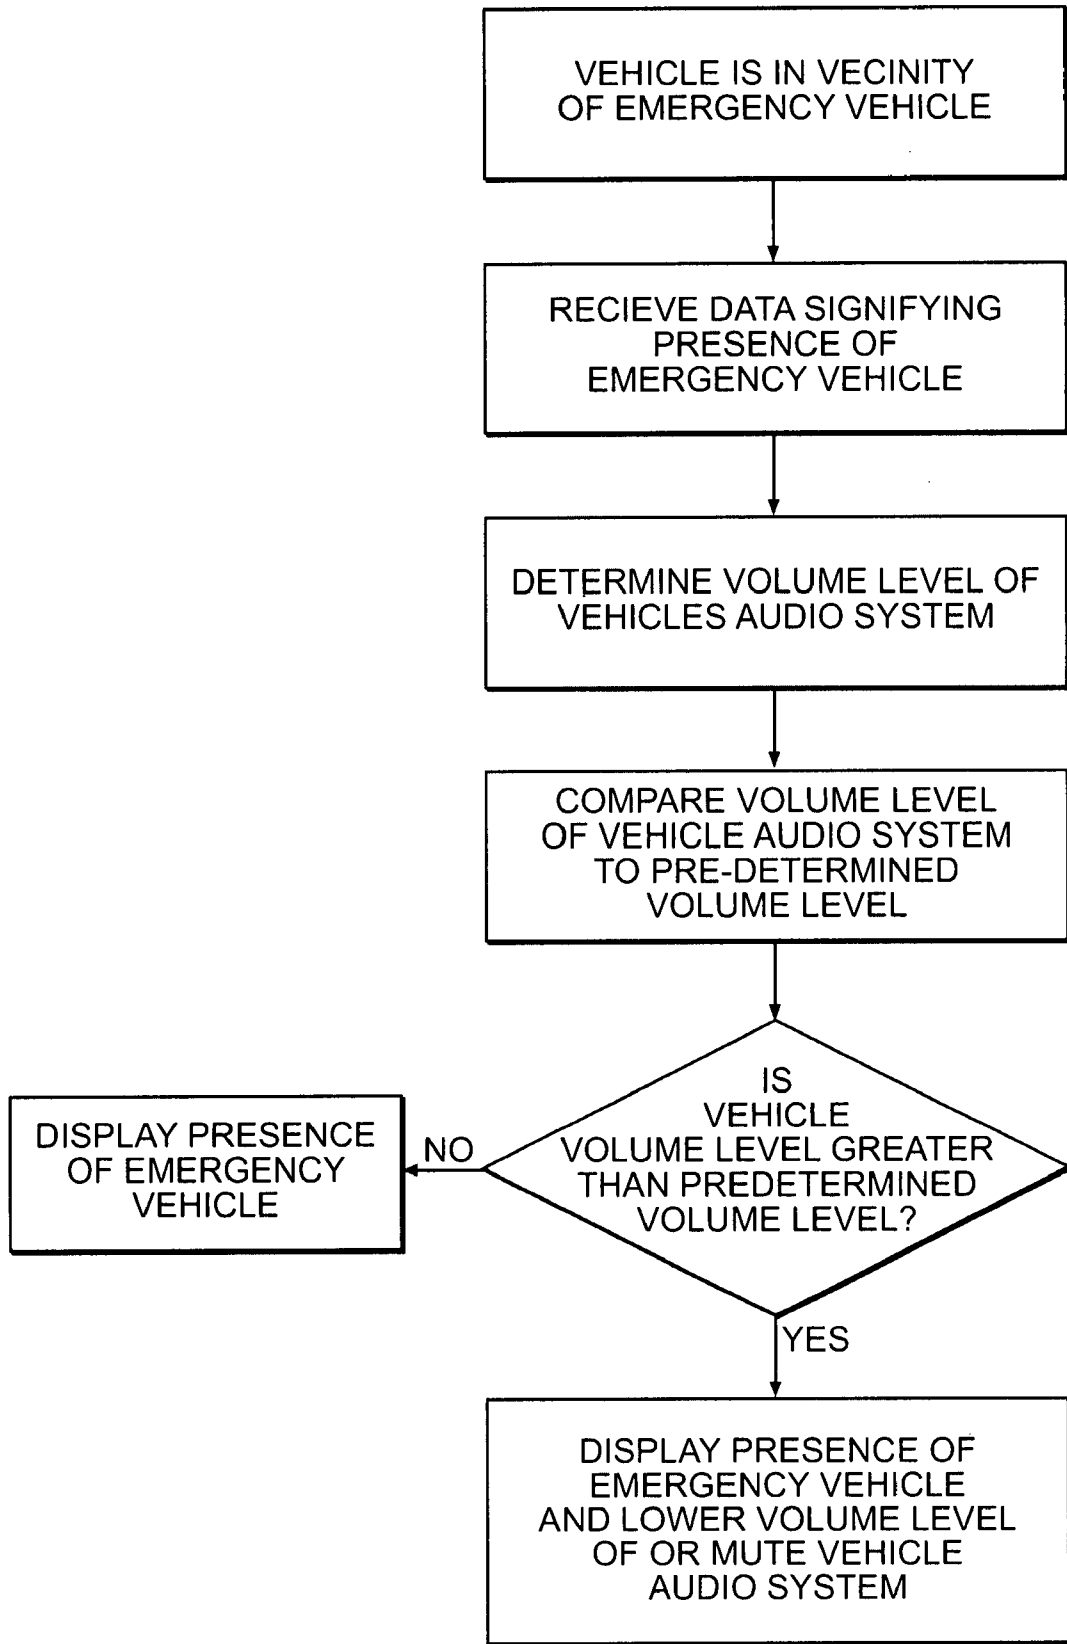 VEHICLE IS IN VECINITY
OF EMERGENCY VEHICLE
RECIEVE DATA SIGNIFYING
PRESENCE OF
EMERGENCY VEHICLE
DETERMINE VOLUME LEVEL OF
VEHICLES AUDIO SYSTEM
COMPARE VOLUME LEVEL
OF VEHICLE AUDIO SYSTEM
TO PRE-DETERMINED
VOLUME LEVEL
IS
VEHICLE
VOLUME LEVEL GREATER
THAN PREDETERMINED
VOLUME LEVEL?
NO
DISPLAY PRESENCE
OF EMERGENCY
VEHICLE
YES
DISPLAY PRESENCE OF
EMERGENCY VEHICLE
AND LOWER VOLUME LEVEL
OF OR MUTE VEHICLE
AUDIO SYSTEM